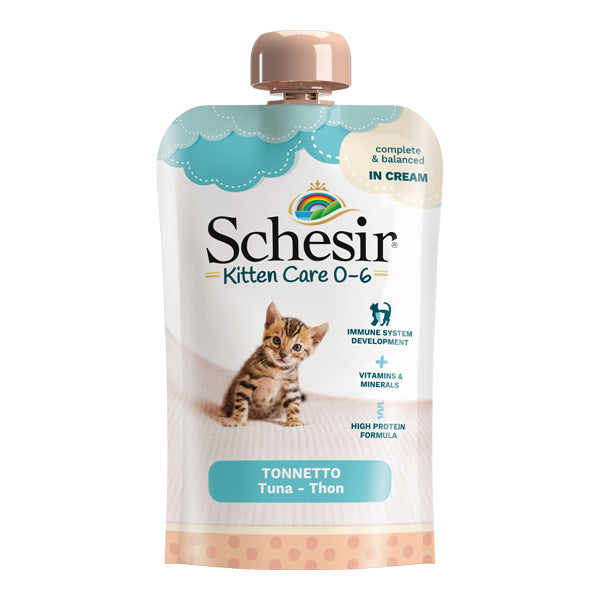 complete
& balanced
IN CREAM
Schesir®
Kitten Care 0-6
IMMUNE SYSTEM
DEVELOPMENT
+
VITAMINS &
MINERALS
HIGH PROTEIN
FORMULA
TONNETTO
Tuna - Thon